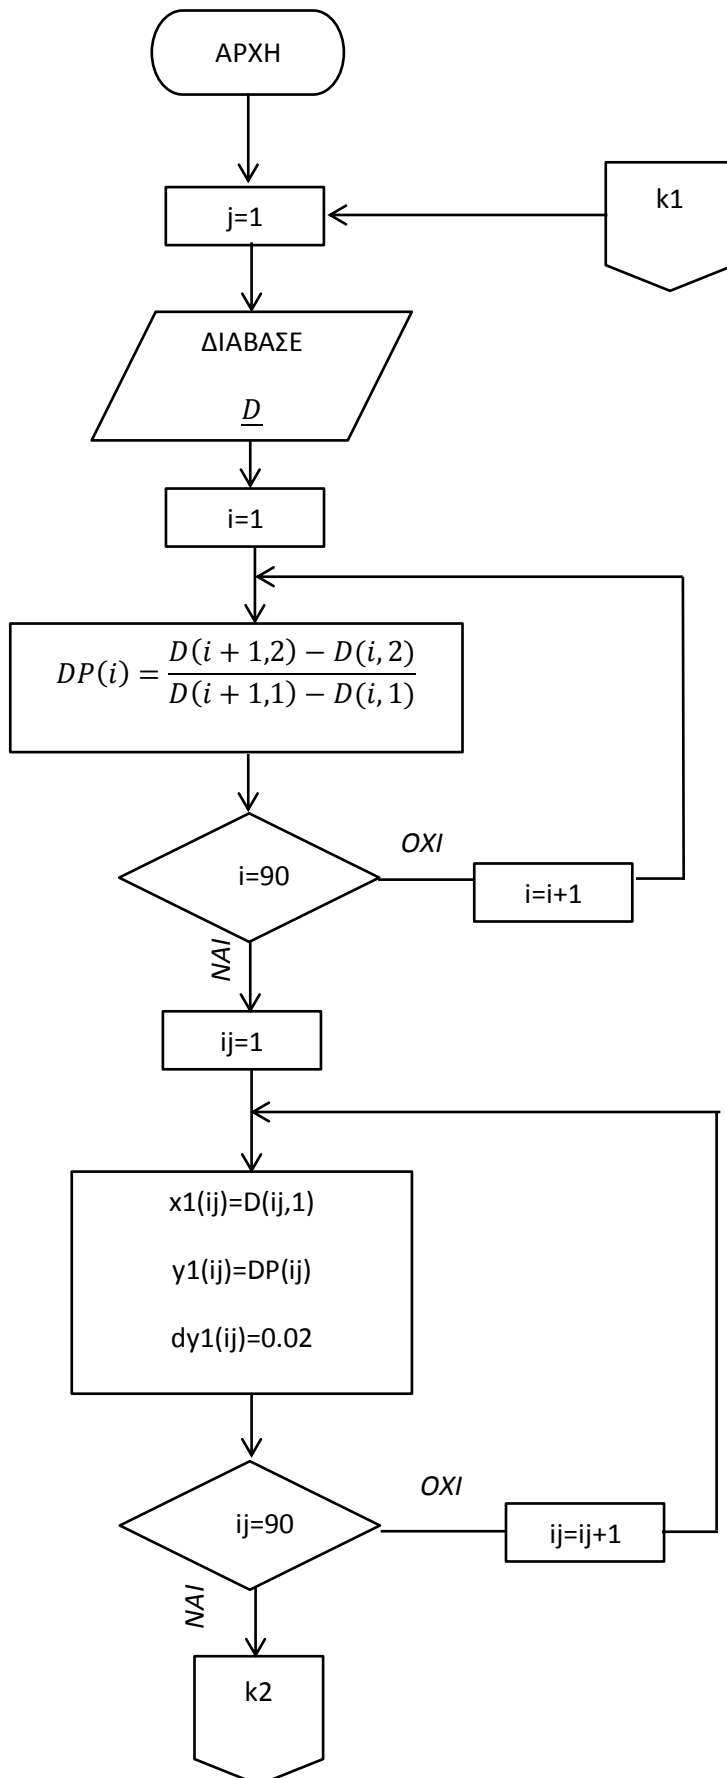 ΑΡΧΗ
k1
j=1
ΔΙΑΒΑΣΕ
D
i=1
DP(i) = \frac{D(i + 1,2) − D(i, 2)}{D(i + 1,1) − D(i, 1)}
ΟΧΙ
i=90
i=i+1
ΝΑΙ
ij=1
x1(ij)=D(ij,1)
y1(ij)=DP(ij)
dy1(ij)=0.02
ΟΧΙ
ij=90
ij=ij+1
ΝΑΙ
k2